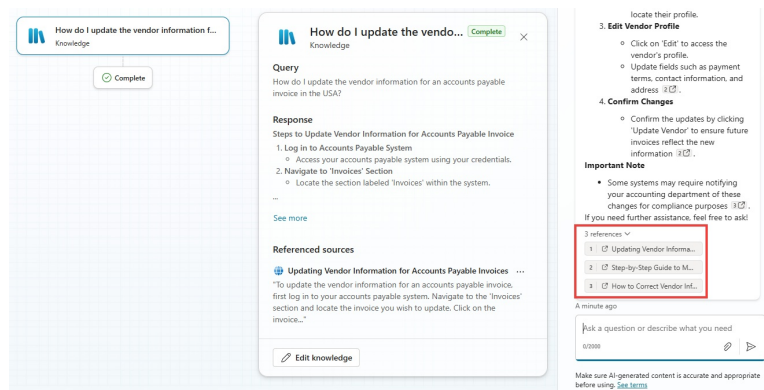 How do I update the vendor information f...
Knowledge
Complete
How do I update the vendo...
Complete
Knowledge
Query
How do I update the vendor information for an accounts payable
invoice in the USA?
Response
Steps to Update Vendor Information for Accounts Payable Invoice
1. Log in to Accounts Payable System
Access your accounts payable system using your credentials.
2. Navigate to 'Invoices' Section
Locate the section labeled 'Invoices' within the system.
...
See more
Referenced sources
Updating Vendor Information for Accounts Payable Invoices ...
"To update the vendor information for an accounts payable invoice,
first log in to your accounts payable system. Navigate to the 'Invoices'
section and locate the invoice you wish to update. Click on the
invoice..."
Edit knowledge
locate their profile.
3. Edit Vendor Profile
Click on 'Edit' to access the
vendor's profile.
Update fields such as payment
terms, contact information, and
address 2.
4. Confirm Changes
Confirm the updates by clicking
'Update Vendor' to ensure future
invoices reflect the new
information 2.
Important Note
Some systems may require notifying
your accounting department of these
changes for compliance purposes 3.
If you need further assistance, feel free to ask!
3 references
1 Updating Vendor Informa...
2 Step-by-Step Guide to M...
3 How to Correct Vendor Inf...
A minute ago
Ask a question or describe what you need
0/2000
Make sure AI-generated content is accurate and appropriate
before using. See terms